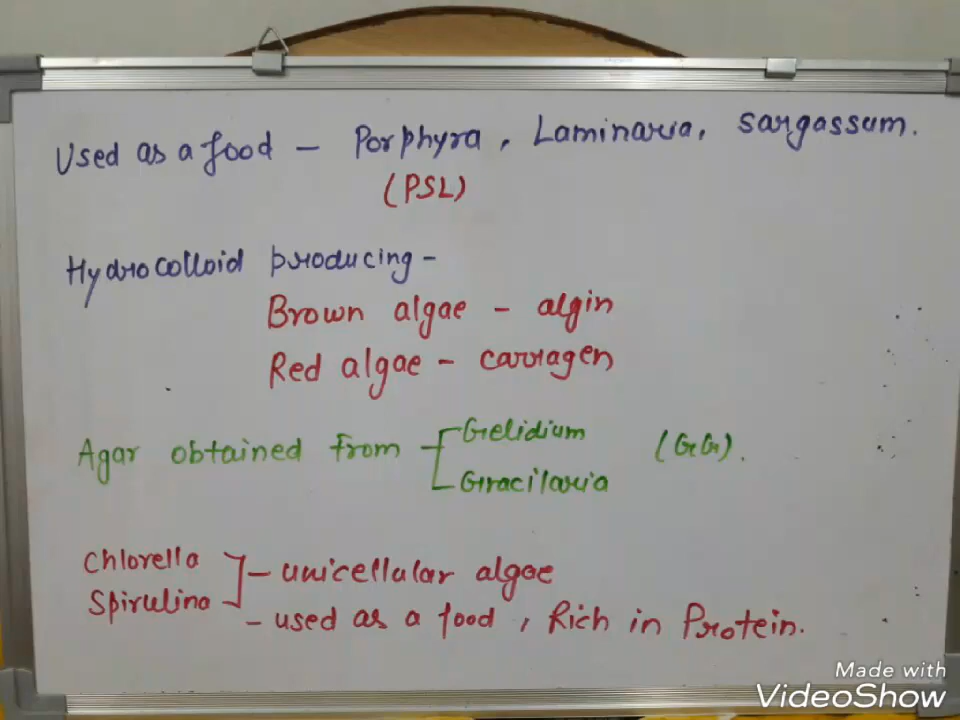 Used as a food – Porphyra, Laminaria, Sargassum.
(PSL)
Hydrocolloid producing -
Brown algae - algin
Red algae - carragen
Agar obtained from Gelidium (GG).
Gracilaria
Chlorella
Spirulina
- unicellular algae
- used as a food, Rich in Protein.
Made with
VideoShow